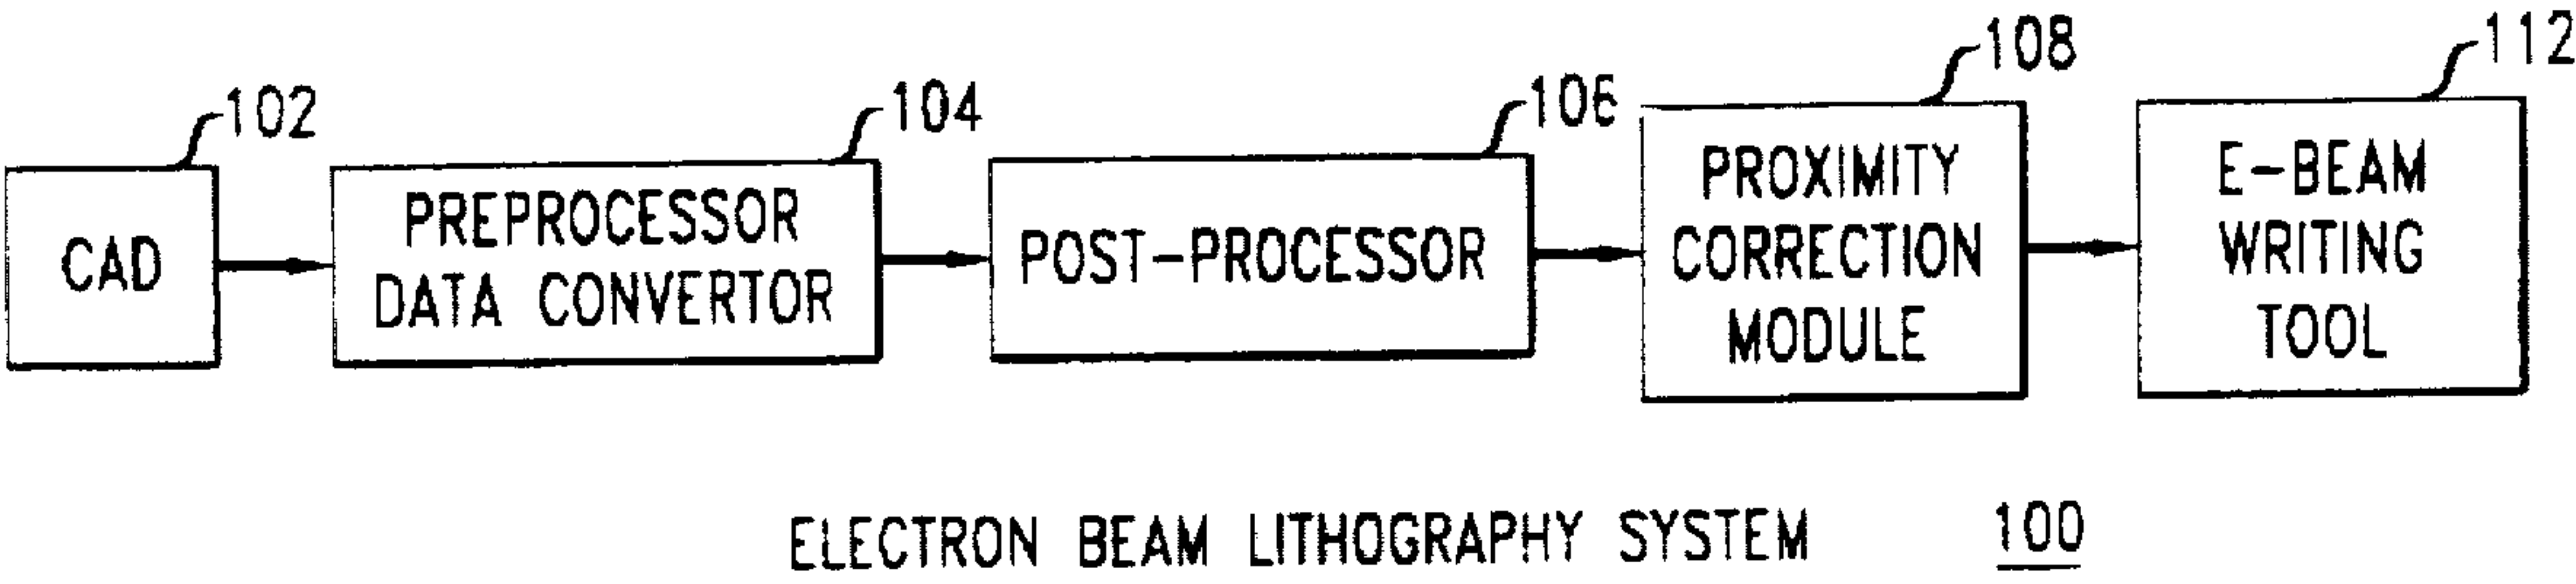 102
CAD
104
PREPROCESSOR
DATA CONVERTOR
106
POST-PROCESSOR
108
PROXIMITY
CORRECTION
MODULE
112
E-BEAM
WRITING
TOOL
ELECTRON BEAM LITHOGRAPHY SYSTEM 100